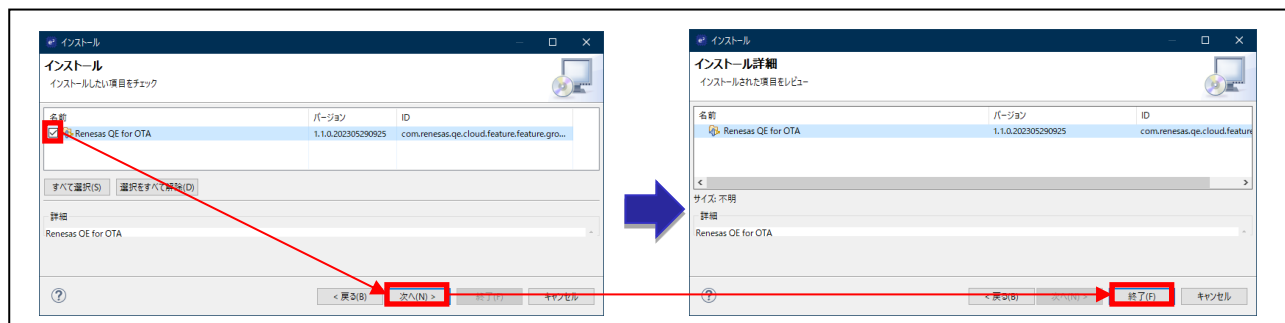 e² インストール
インストール
インストールしたい項目をチェック
名前 バージョン ID
Renesas QE for OTA 1.1.0.202305290925 com.renesas.qe.cloud.feature.feature.gro...
すべて選択(S) 選択をすべて解除(D)
詳細
Renesas QE for OTA
< 戻る(B) 次へ(N) > 終了(F) キャンセル
e² インストール
インストール詳細
インストールされた項目をレビュー
名前 バージョン ID
Renesas QE for OTA 1.1.0.202305290925 com.renesas.qe.cloud.feature
サイズ: 不明
詳細
Renesas QE for OTA
< 戻る(B) 次へ(N) > 終了(F) キャンセル